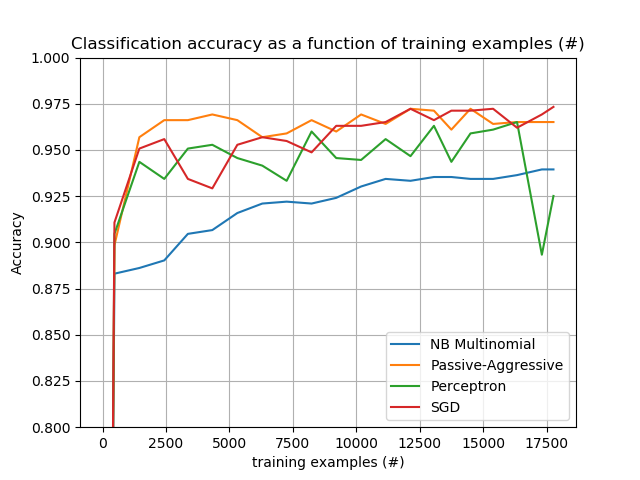 Classification accuracy as a function of training examples (#)
1.000
0.975
0.950
0.925
0.900
0.875
0.850
0.825
0.800
Accuracy
NB Multinomial
Passive-Aggressive
Perceptron
SGD
0 2500 5000 7500 10000 12500 15000 17500
training examples (#)